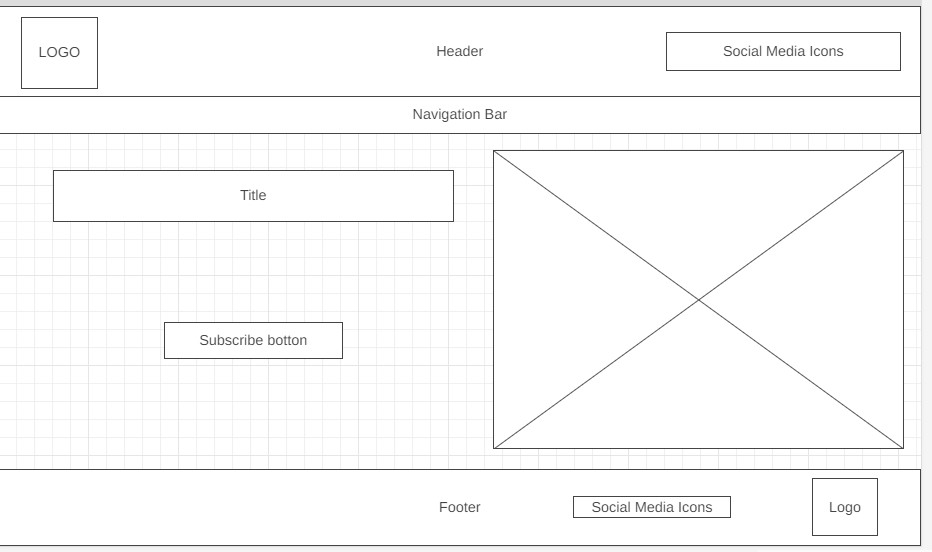 LOGO
Header
Social Media Icons
Navigation Bar
Title
Subscribe botton
Footer
Social Media Icons
Logo